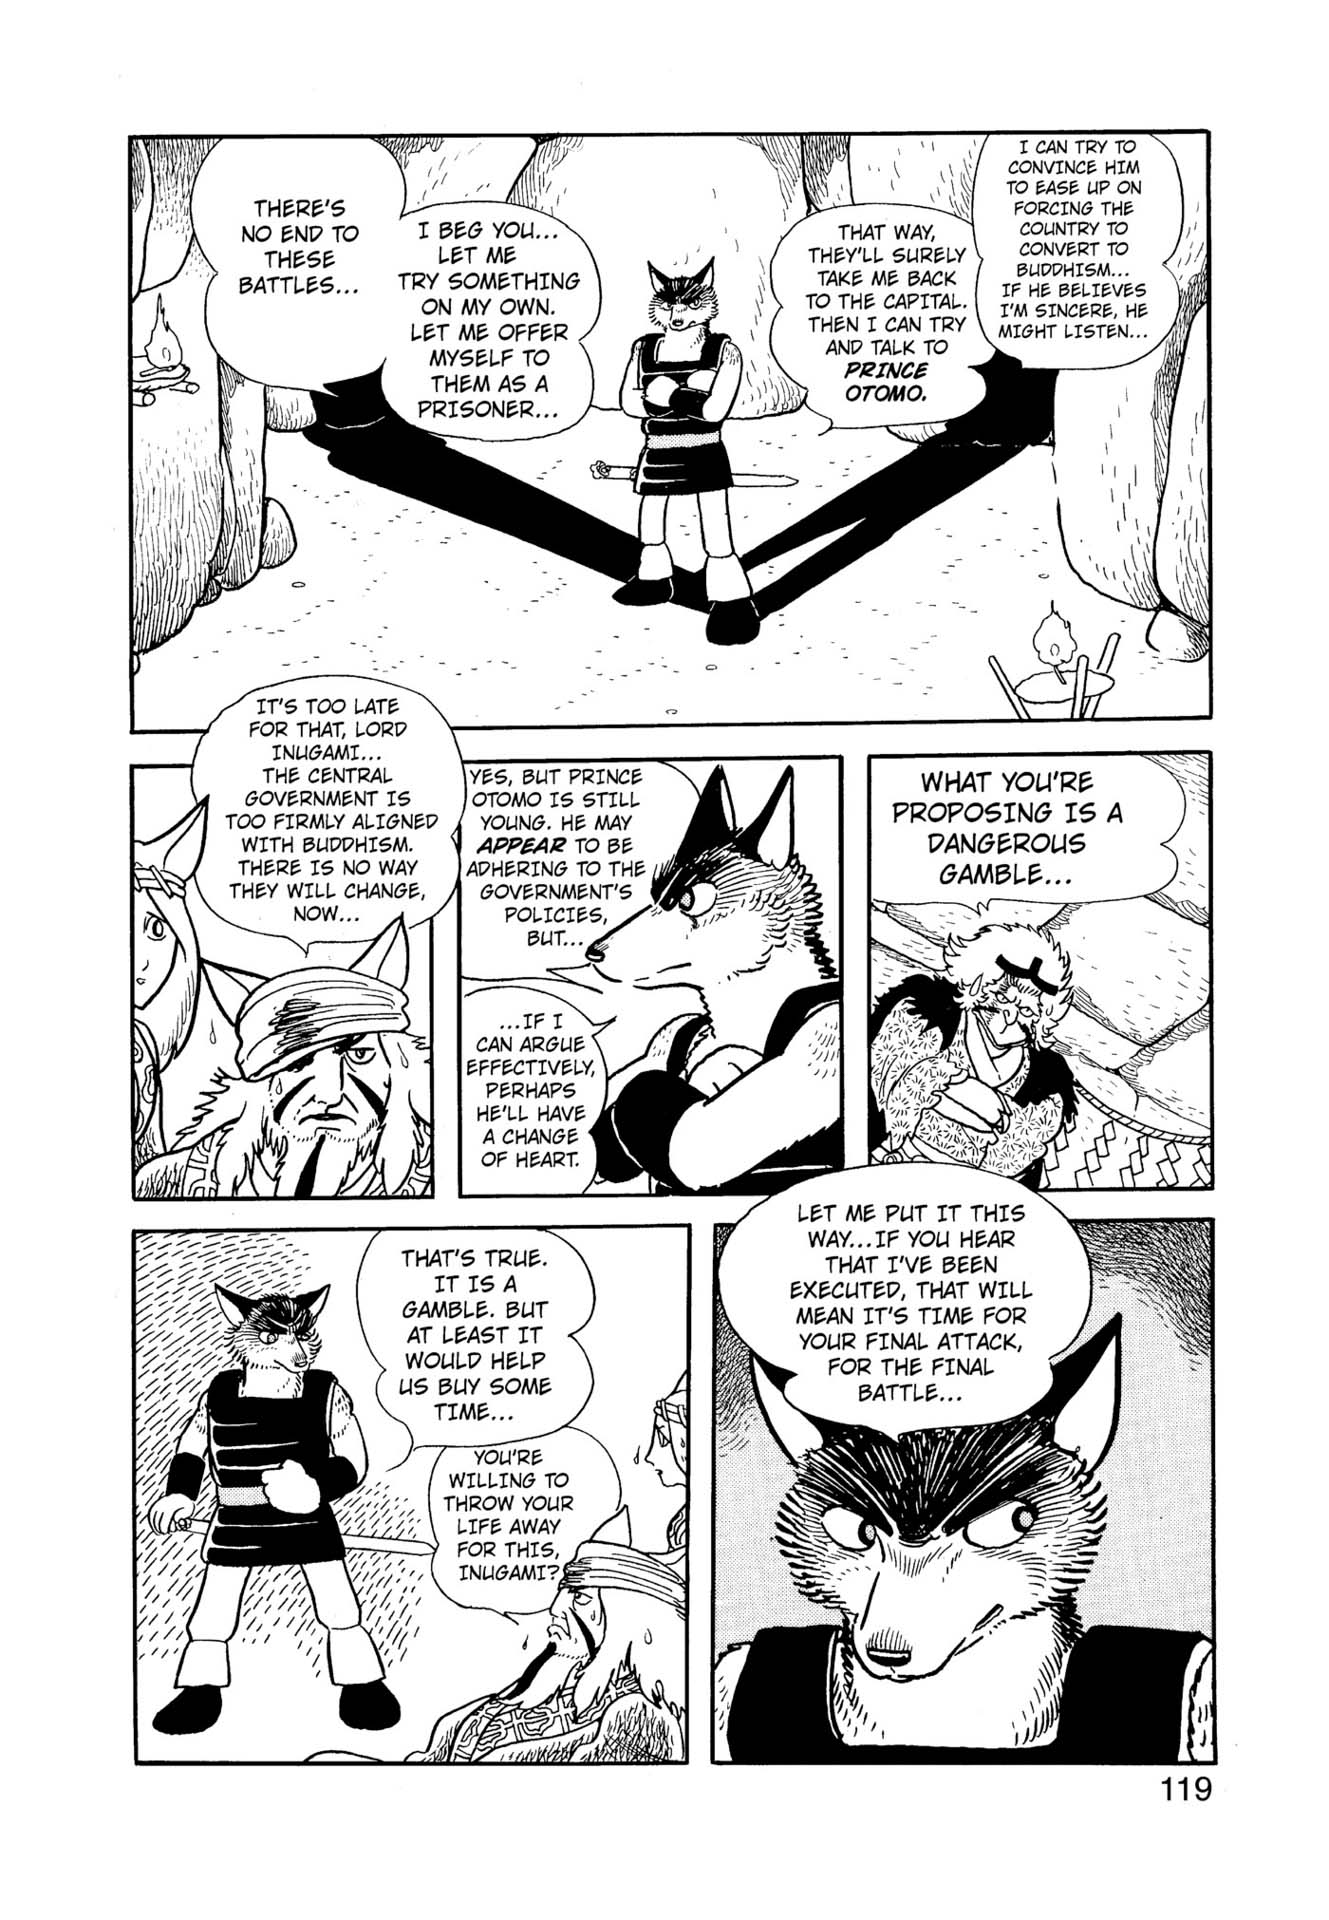 THERE'S
NO END TO
THESE
BATTLES...
I BEG YOU...
LET ME
TRY SOMETHING
ON MY OWN.
LET ME OFFER
MYSELF TO
THEM AS A
PRISONER...
THAT WAY,
THEY'LL SURELY
TAKE ME BACK
TO THE CAPITAL.
THEN I CAN TRY
AND TALK TO
PRINCE
OTOMO.
I CAN TRY TO
CONVINCE HIM
TO EASE UP ON
FORCING THE
COUNTRY TO
CONVERT TO
BUDDHISM...
IF HE BELIEVES
I'M SINCERE, HE
MIGHT LISTEN...
IT'S TOO LATE
FOR THAT, LORD
INUGAMI...
THE CENTRAL
GOVERNMENT IS
TOO FIRMLY ALIGNED
WITH BUDDHISM.
THERE IS NO WAY
THEY WILL CHANGE,
NOW...
YES, BUT PRINCE
OTOMO IS STILL
YOUNG. HE MAY
APPEAR TO BE
ADHERING TO THE
GOVERNMENT'S
POLICIES,
BUT...
...IF I
CAN ARGUE
EFFECTIVELY,
PERHAPS
HE'LL HAVE
A CHANGE
OF HEART.
WHAT YOU'RE
PROPOSING IS A
DANGEROUS
GAMBLE...
THAT'S TRUE.
IT IS A
GAMBLE. BUT
AT LEAST IT
WOULD HELP
US BUY SOME
TIME...
YOU'RE
WILLING TO
THROW YOUR
LIFE AWAY
FOR THIS,
INUGAMI?
LET ME PUT IT THIS
WAY...IF YOU HEAR
THAT I'VE BEEN
EXECUTED, THAT WILL
MEAN IT'S TIME FOR
YOUR FINAL ATTACK,
FOR THE FINAL
BATTLE...
119